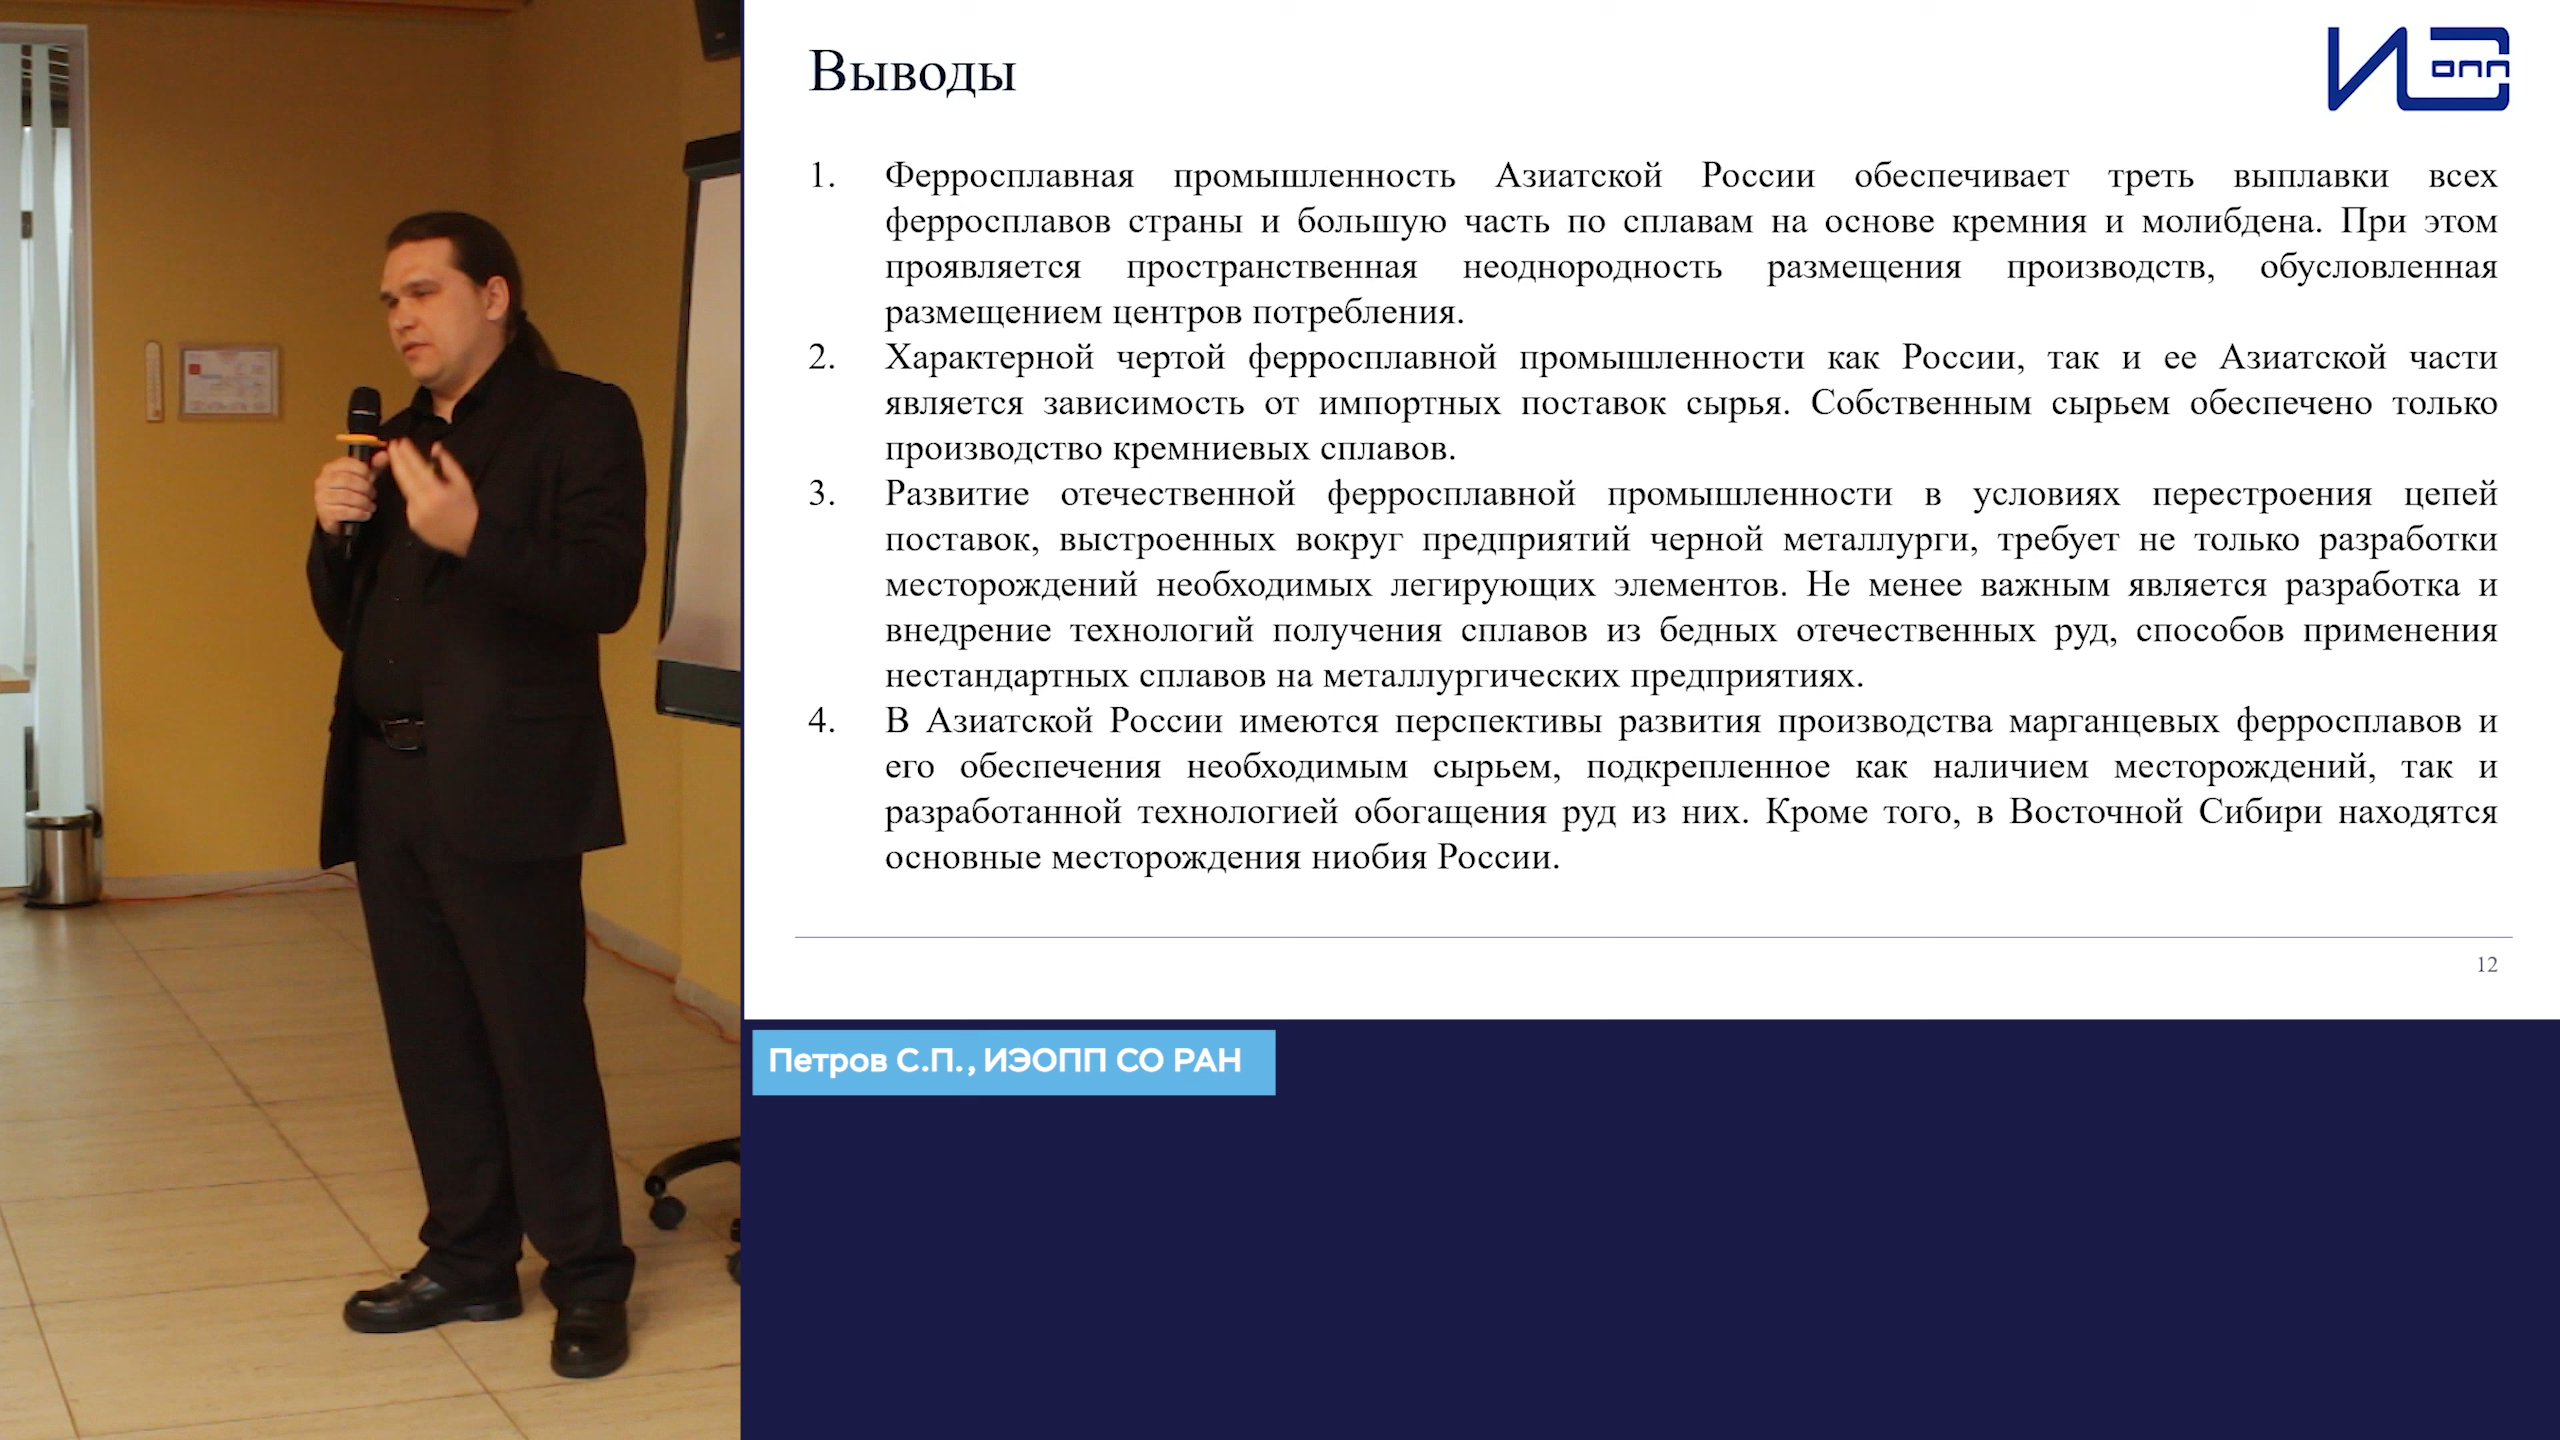 Выводы
ИЭ
опп
1. Ферросплавная промышленность Азиатской России обеспечивает треть выплавки всех
ферросплавов страны и большую часть по сплавам на основе кремния и молибдена. При этом
проявляется пространственная неоднородность размещения производств, обусловленная
размещением центров потребления.
2. Характерной чертой ферросплавной промышленности как России, так и ее Азиатской части
является зависимость от импортных поставок сырья. Собственным сырьем обеспечено только
производство кремниевых сплавов.
3. Развитие отечественной ферросплавной промышленности в условиях перестроения цепей
поставок, выстроенных вокруг предприятий черной металлурги, требует не только разработки
месторождений необходимых легирующих элементов. Не менее важным является разработка и
внедрение технологий получения сплавов из бедных отечественных руд, способов применения
нестандартных сплавов на металлургических предприятиях.
4. В Азиатской России имеются перспективы развития производства марганцевых ферросплавов и
его обеспечения необходимым сырьем, подкрепленное как наличием месторождений, так и
разработанной технологией обогащения руд из них. Кроме того, в Восточной Сибири находятся
основные месторождения ниобия России.
12
Петров С.П., ИЭОПП СО РАН